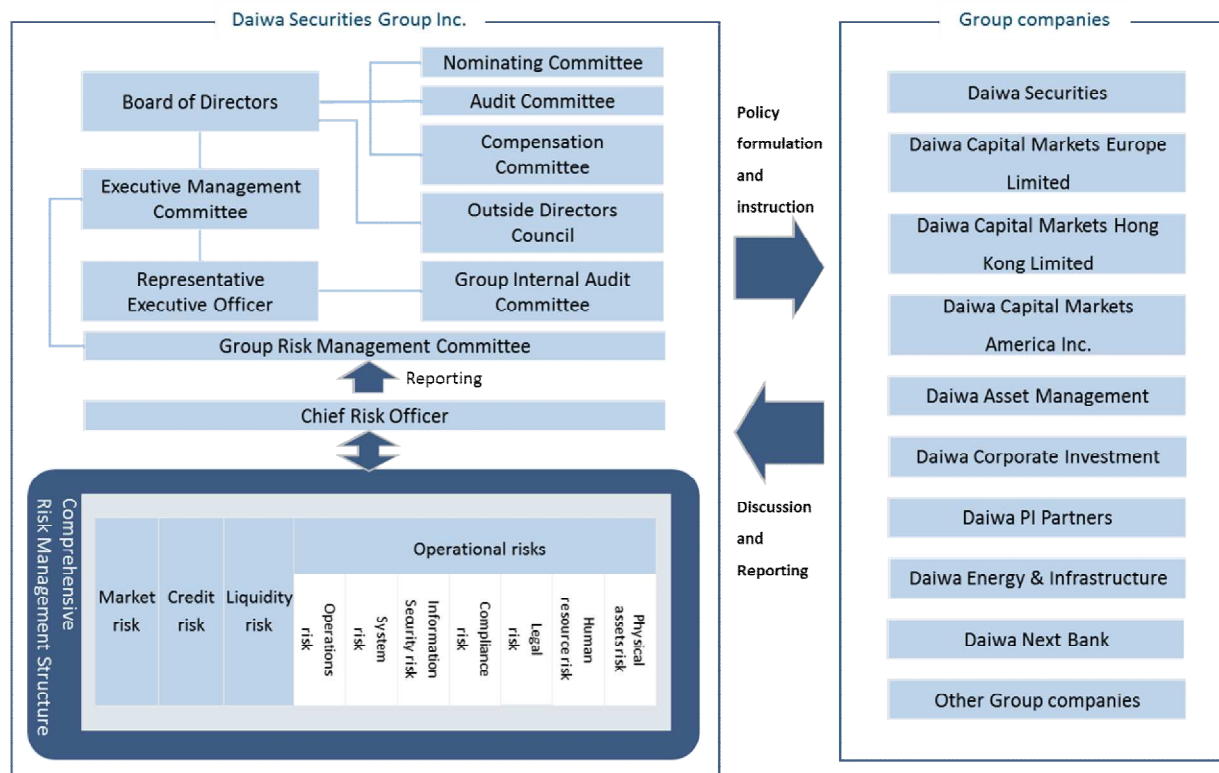 Daiwa Securities Group Inc.
Board of Directors
Nominating Committee
Audit Committee
Compensation
Committee
Executive Management
Committee
Outside Directors
Council
Representative
Executive Officer
Group Internal Audit
Committee
Group Risk Management Committee
Reporting
Chief Risk Officer
Comprehensive
Risk Management Structure
Market
risk
Credit
risk
Liquidity
risk
Operational risks
Operations
risk
System
risk
Information
Security risk
Compliance
risk
Legal
risk
Human
resource risk
Physical
assets risk
Policy
formulation
and
instruction
Discussion
and
Reporting
Group companies
Daiwa Securities
Daiwa Capital Markets Europe
Limited
Daiwa Capital Markets Hong
Kong Limited
Daiwa Capital Markets
America Inc.
Daiwa Asset Management
Daiwa Corporate Investment
Daiwa PI Partners
Daiwa Energy & Infrastructure
Daiwa Next Bank
Other Group companies